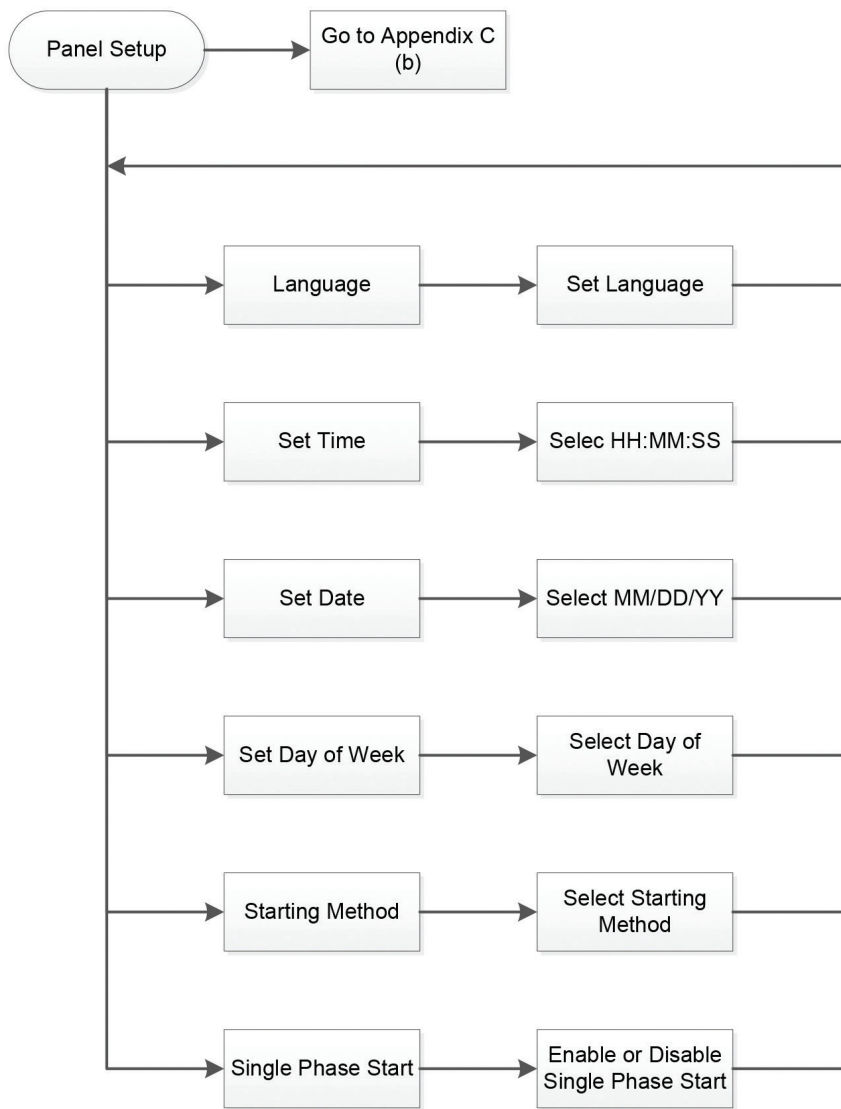 Panel Setup
Go to Appendix C
(b)
Language
Set Language
Set Time
Selec HH:MM:SS
Set Date
Select MM/DD/YY
Set Day of Week
Select Day of
Week
Starting Method
Select Starting
Method
Single Phase Start
Enable or Disable
Single Phase Start